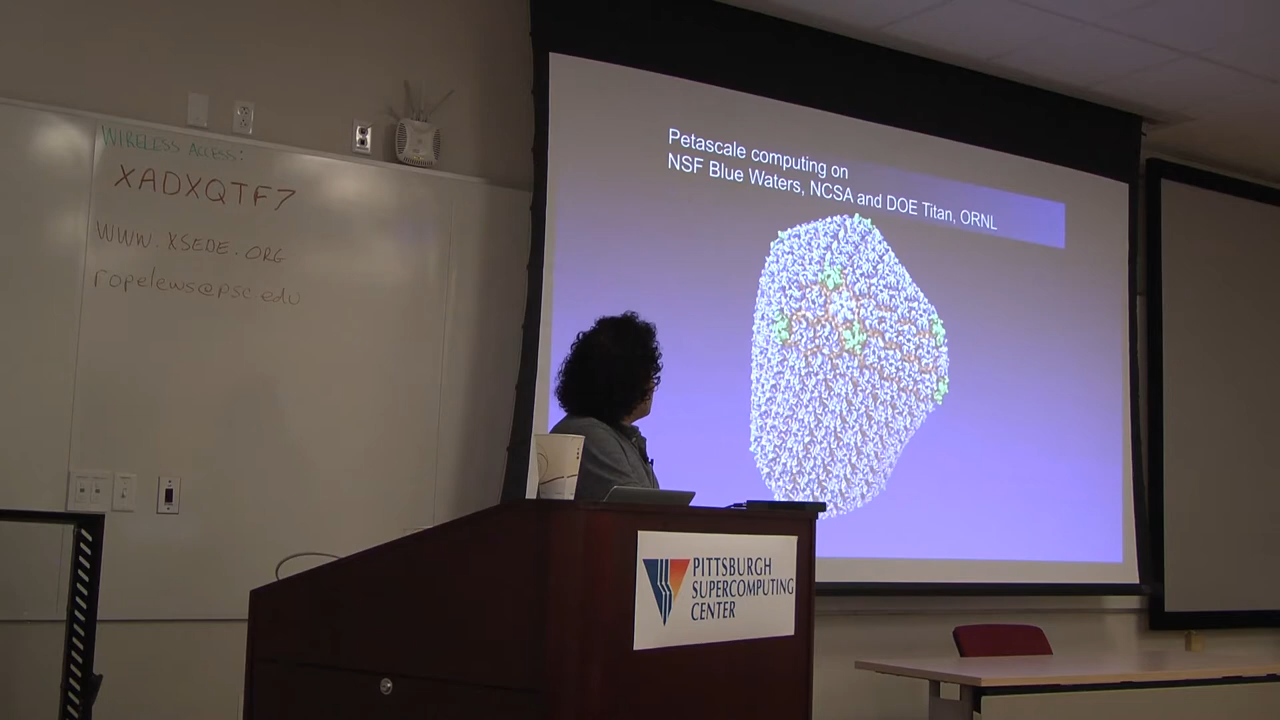 WIRELESS ACCESS:
XADXQTF7
WWW.XSEDE.ORG
ropelews@psc.edu
Petascale computing on
NSF Blue Waters, NCSA and DOE Titan, ORNL
PITTSBURGH
SUPERCOMPUTING
CENTER